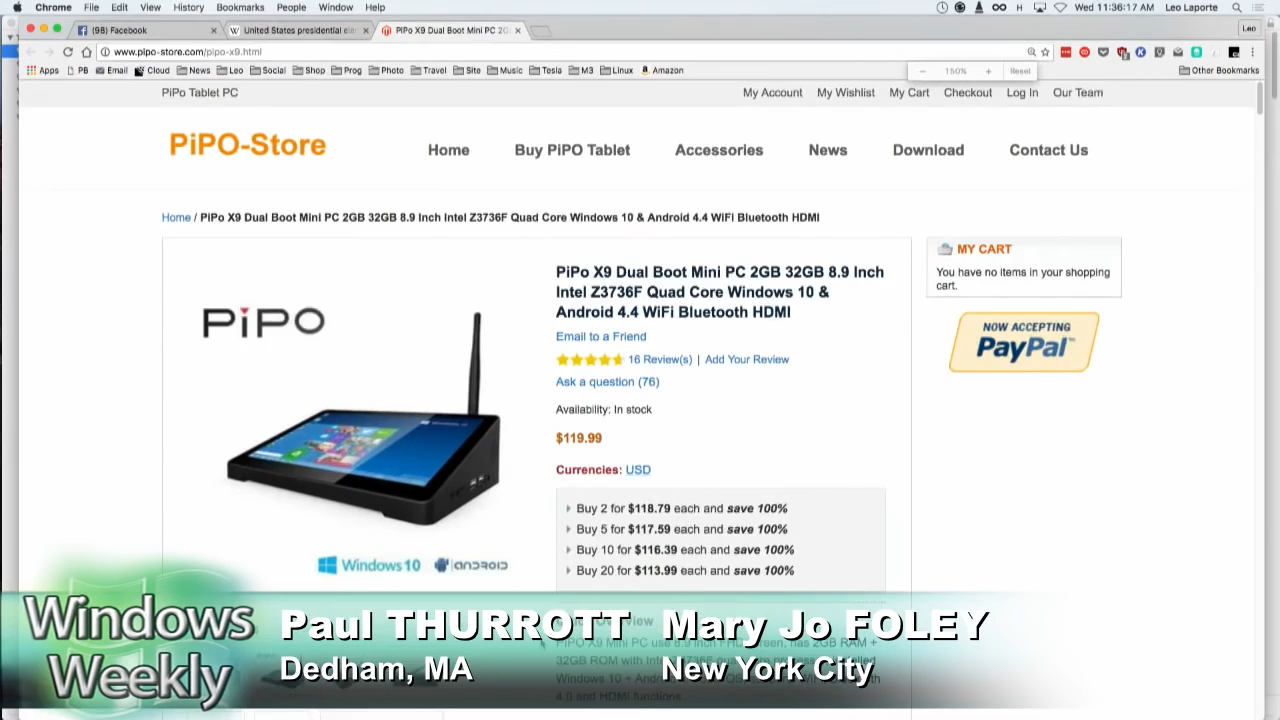 Chrome File Edit View History Bookmarks People Window Help
Wed 11:36:17 AM Leo Laporte
(98) Facebook
United States presidential ele
PiPo X9 Dual Boot Mini PC 2G
Leo
www.pipo-store.com/pipo-x9.html
Apps PB Email Cloud News Leo Social Shop Prog Photo Travel Site Music Tesla M3 Linux Amazon
150% Reset
Other Bookmarks
PiPo Tablet PC
My Account My Wishlist My Cart Checkout Log In Our Team
PiPO-Store
Home Buy PiPO Tablet Accessories News Download Contact Us
Home / PiPo X9 Dual Boot Mini PC 2GB 32GB 8.9 Inch Intel Z3736F Quad Core Windows 10 & Android 4.4 WiFi Bluetooth HDMI
PiPO
Windows 10 ANDROID
PiPo X9 Dual Boot Mini PC 2GB 32GB 8.9 Inch
Intel Z3736F Quad Core Windows 10 &
Android 4.4 WiFi Bluetooth HDMI
Email to a Friend
16 Review(s) | Add Your Review
Ask a question (76)
Availability: In stock
$119.99
Currencies: USD
Buy 2 for $118.79 each and save 100%
Buy 5 for $117.59 each and save 100%
Buy 10 for $116.39 each and save 100%
Buy 20 for $113.99 each and save 100%
MY CART
You have no items in your shopping
cart.
NOW ACCEPTING
PayPal™
Windows
Weekly
Paul THURROTT Mary Jo FOLEY
Dedham, MA New York City